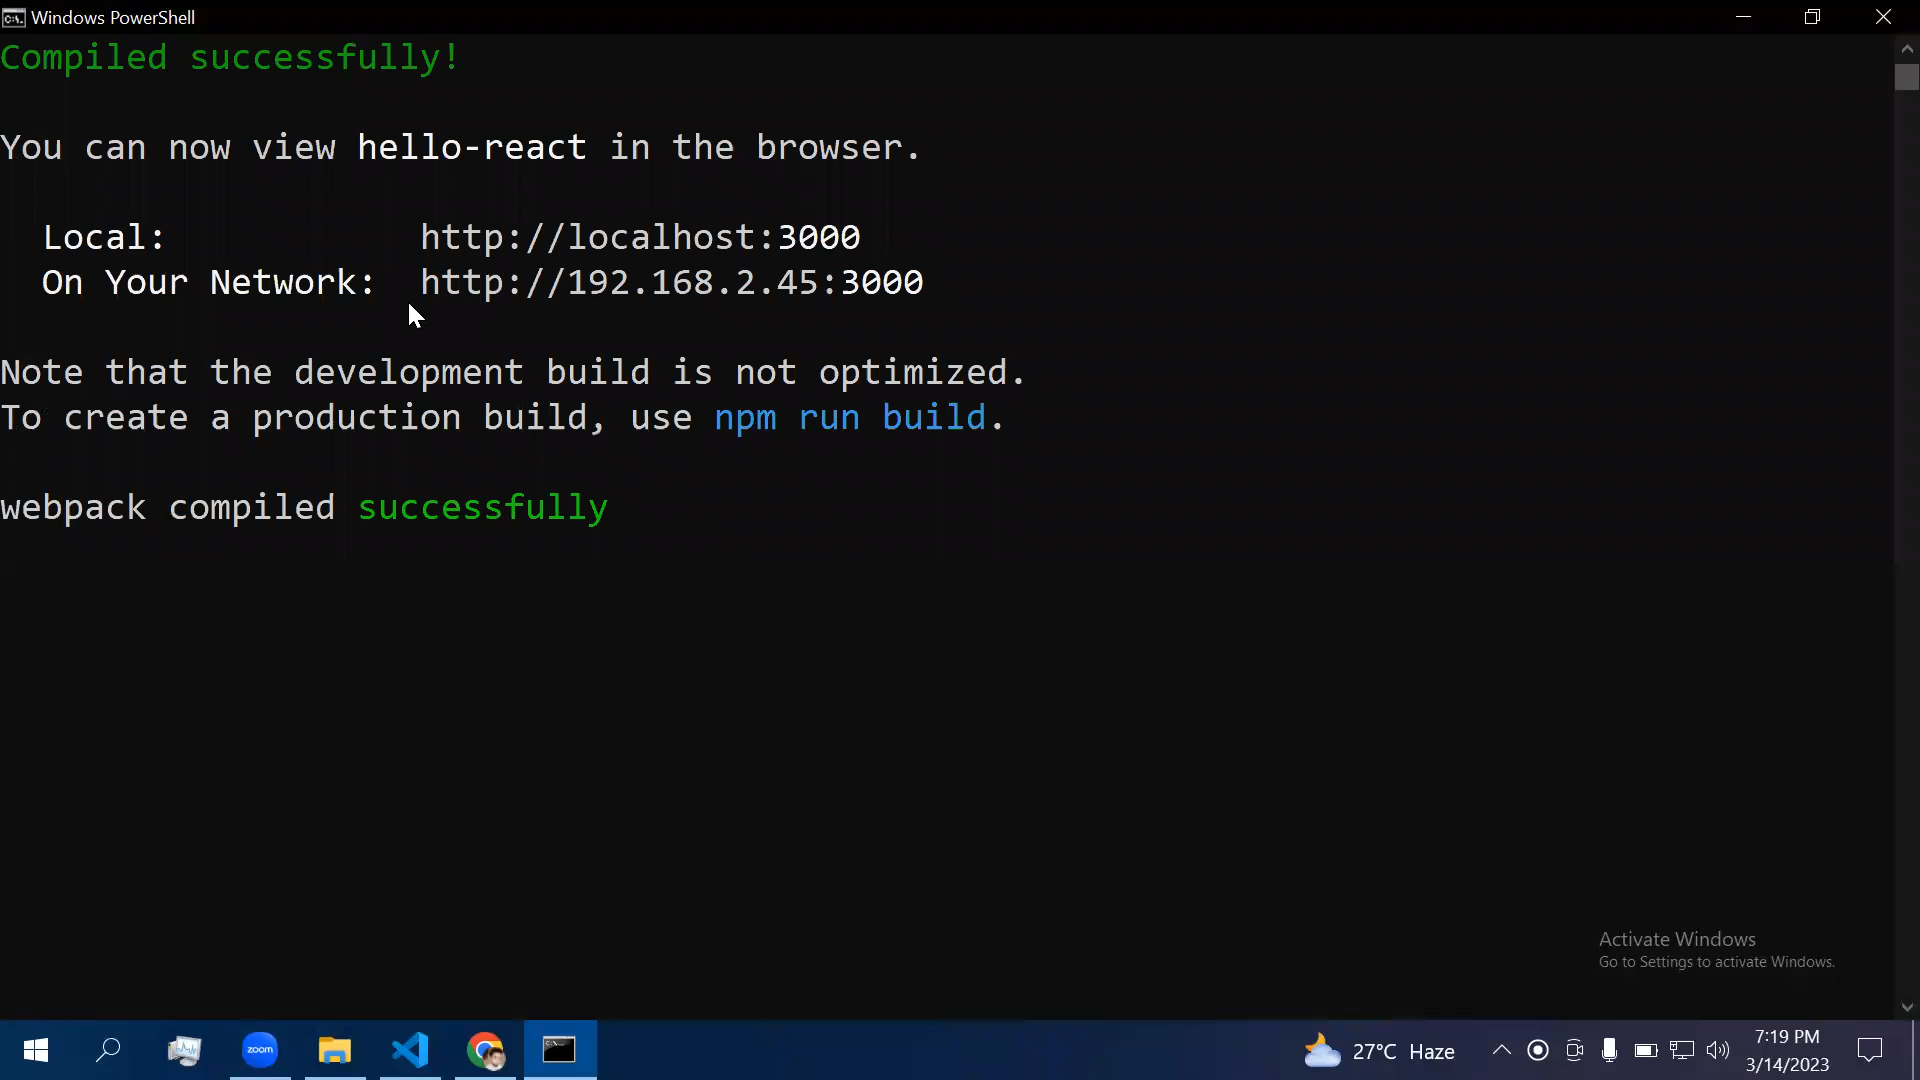 Windows PowerShell
Compiled successfully!
You can now view hello-react in the browser.
Local: http://localhost:3000
On Your Network: http://192.168.2.45:3000
Note that the development build is not optimized.
To create a production build, use npm run build.
webpack compiled successfully
Activate Windows
Go to Settings to activate Windows.
zoom
27°C Haze
7:19 PM
3/14/2023